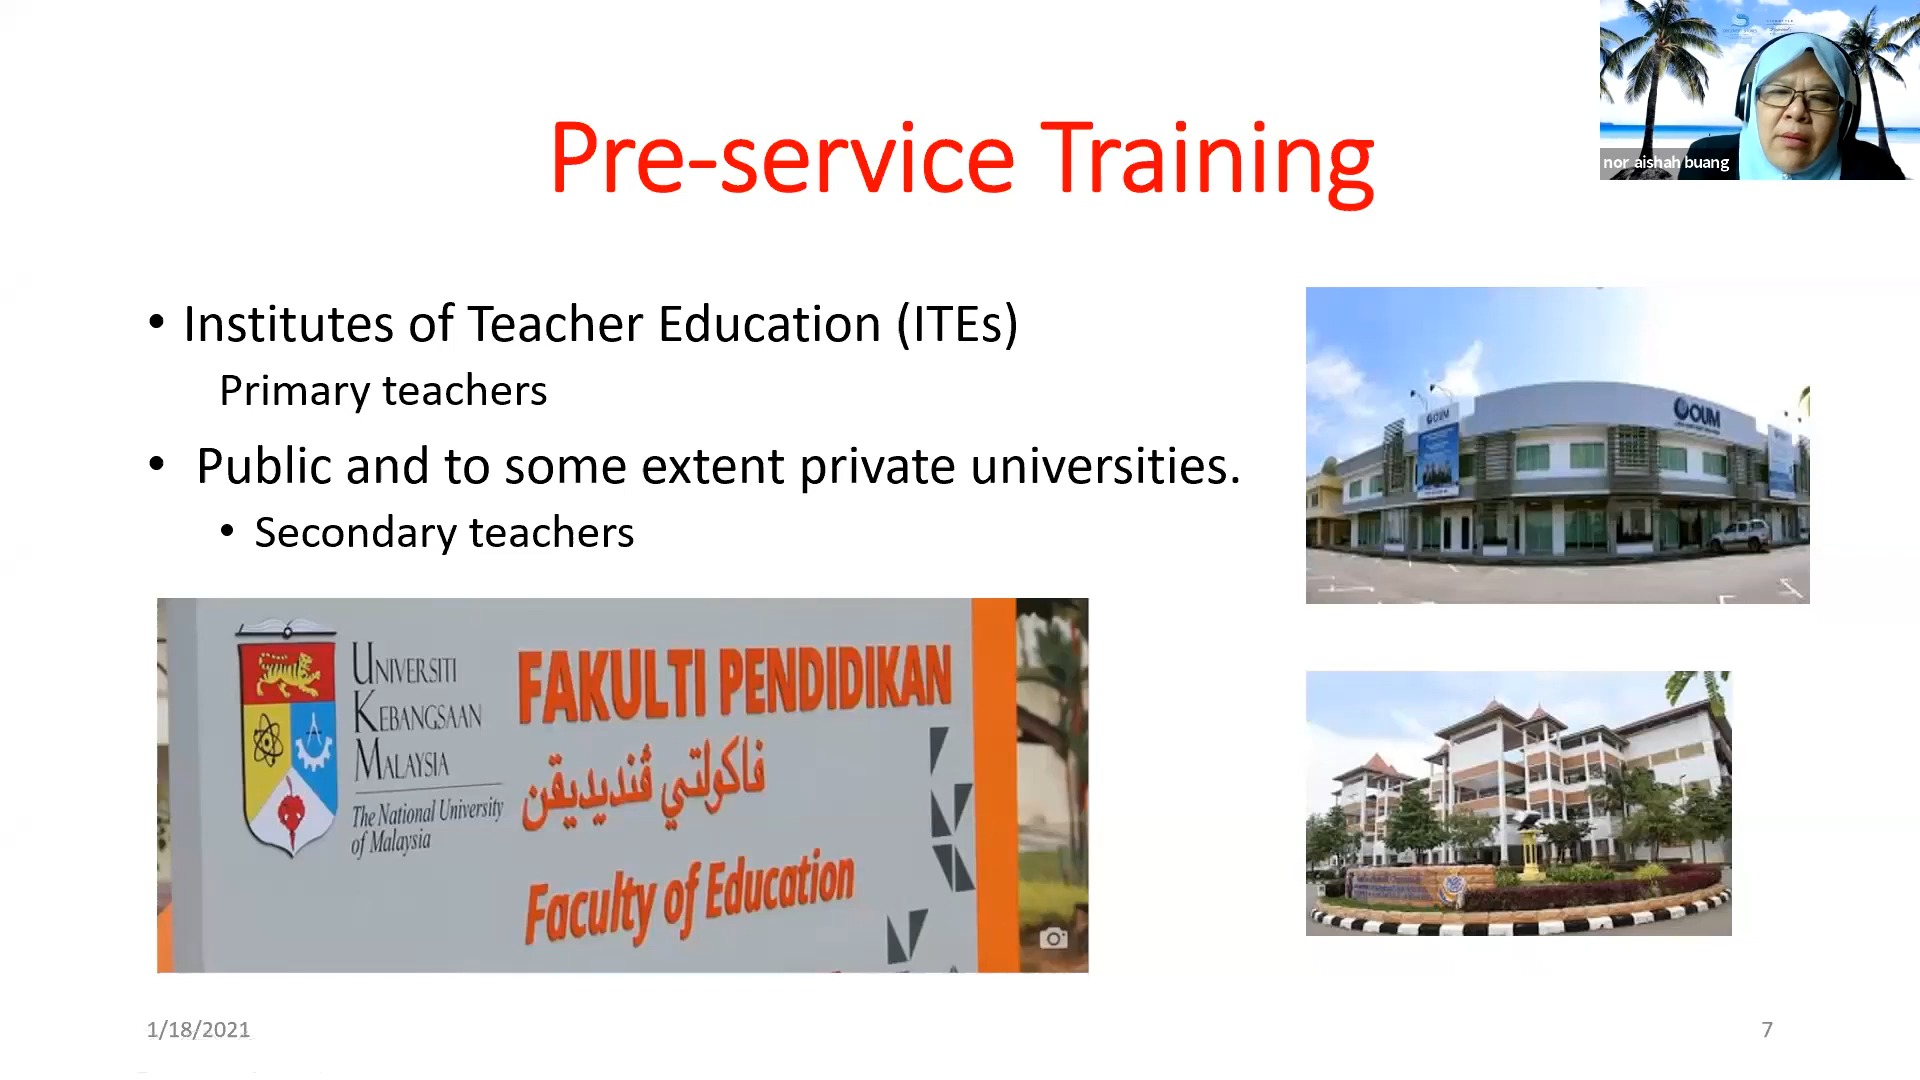 Pre-service Training
nor aishah buang
• Institutes of Teacher Education (ITEs)
Primary teachers
• Public and to some extent private universities.
• Secondary teachers
OUM
OUM
UNIVERSITI
KEBANGSAAN
MALAYSIA
The National University
of Malaysia
FAKULTI PENDIDIKAN
فاکولتي ڤنديديقن
Faculty of Education
1/18/2021
7